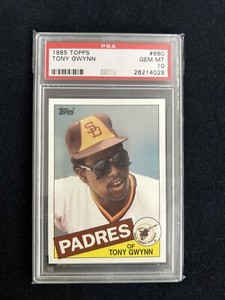 PSA
1985 TOPPS #660
TONY GWYNN GEM MT
10
26214029
Topps
SD
PADRES
OF
TONY GWYNN